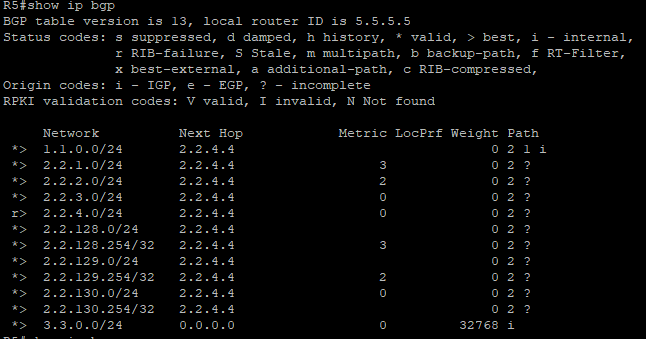 R5#show ip bgp
BGP table version is 13, local router ID is 5.5.5.5
Status codes: s suppressed, d damped, h history, * valid, > best, i - internal,
              r RIB-failure, S Stale, m multipath, b backup-path, f RT-Filter,
              x best-external, a additional-path, c RIB-compressed,
Origin codes: i - IGP, e - EGP, ? - incomplete
RPKI validation codes: V valid, I invalid, N Not found
     Network          Next Hop            Metric LocPrf Weight Path
 *>  1.1.0.0/24       2.2.4.4                                0 2 1 i
 *>  2.2.1.0/24       2.2.4.4                  3             0 2 ?
 *>  2.2.2.0/24       2.2.4.4                  2             0 2 ?
 *>  2.2.3.0/24       2.2.4.4                  0             0 2 ?
 r>  2.2.4.0/24       2.2.4.4                  0             0 2 ?
 *>  2.2.128.0/24     2.2.4.4                                0 2 ?
 *>  2.2.128.254/32   2.2.4.4                  3             0 2 ?
 *>  2.2.129.0/24     2.2.4.4                                0 2 ?
 *>  2.2.129.254/32   2.2.4.4                  2             0 2 ?
 *>  2.2.130.0/24     2.2.4.4                  0             0 2 ?
 *>  2.2.130.254/32   2.2.4.4                                0 2 ?
 *>  3.3.0.0/24       0.0.0.0                  0         32768 i